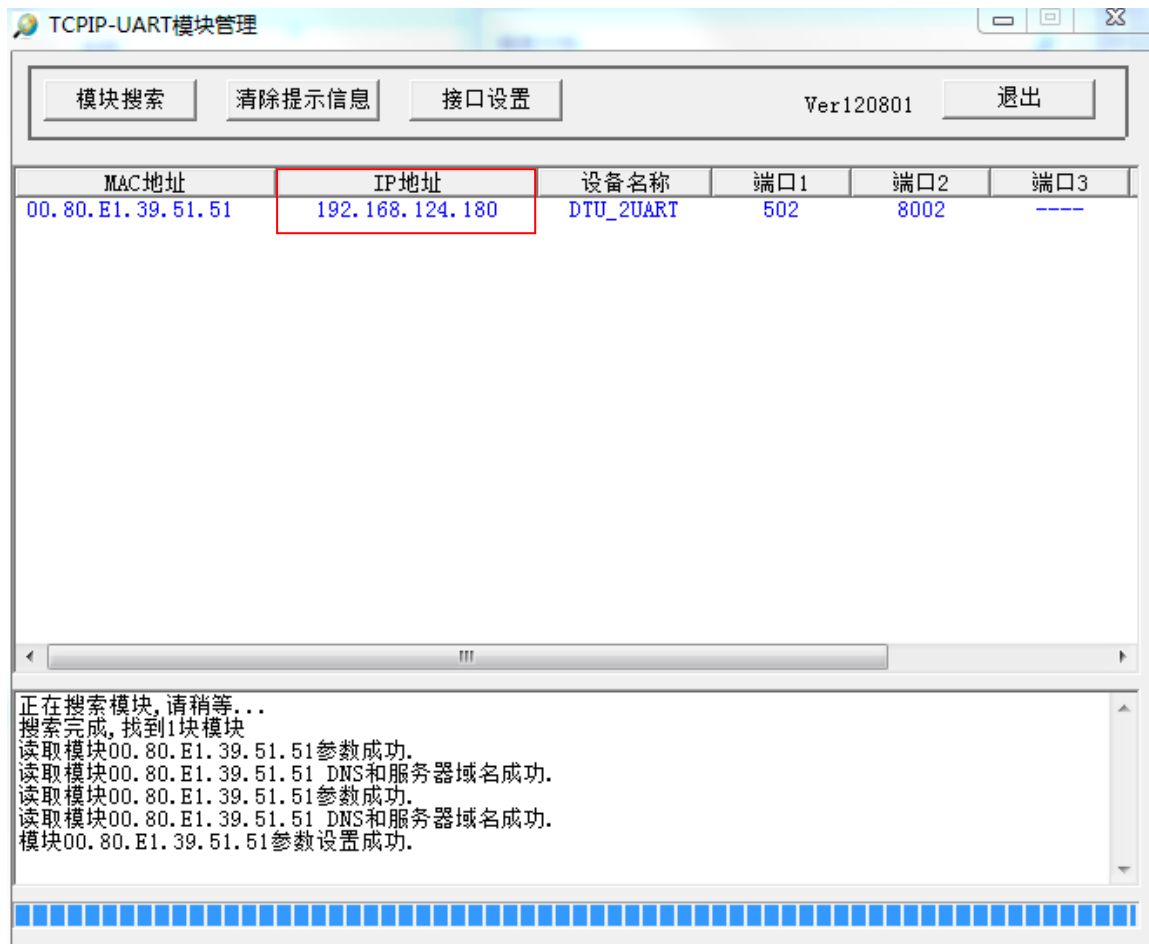 TCPIP-UART模块管理
模块搜索 清除提示信息 接口设置 Ver120801 退出
MAC地址 IP地址 设备名称 端口1 端口2 端口3
00.80.E1.39.51.51 192.168.124.180 DTU_2UART 502 8002 ----
正在搜索模块,请稍等...
搜索完成,找到1块模块
读取模块00.80.E1.39.51.51参数成功.
读取模块00.80.E1.39.51.51 DNS和服务器域名成功.
读取模块00.80.E1.39.51.51参数成功.
读取模块00.80.E1.39.51.51 DNS和服务器域名成功.
模块00.80.E1.39.51.51参数设置成功.